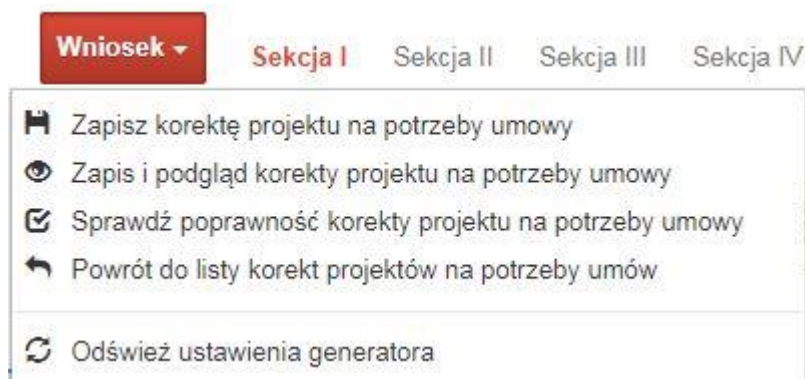 Wniosek Sekcja I Sekcja II Sekcja III Sekcja IV
Zapisz korektę projektu na potrzeby umowy
Zapis i podgląd korekty projektu na potrzeby umowy
Sprawdź poprawność korekty projektu na potrzeby umowy
Powrót do listy korekt projektów na potrzeby umów
Odśwież ustawienia generatora